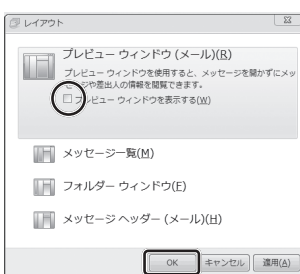 レイアウト
プレビュー ウィンドウ (メール)(R)
プレビュー ウィンドウを使用すると、メッセージを開かずにメッ
セージや差出人の情報を閲覧できます。
プレビュー ウィンドウを表示する(W)
メッセージ一覧(M)
フォルダー ウィンドウ(F)
メッセージ ヘッダー (メール)(H)
OK キャンセル 適用(A)